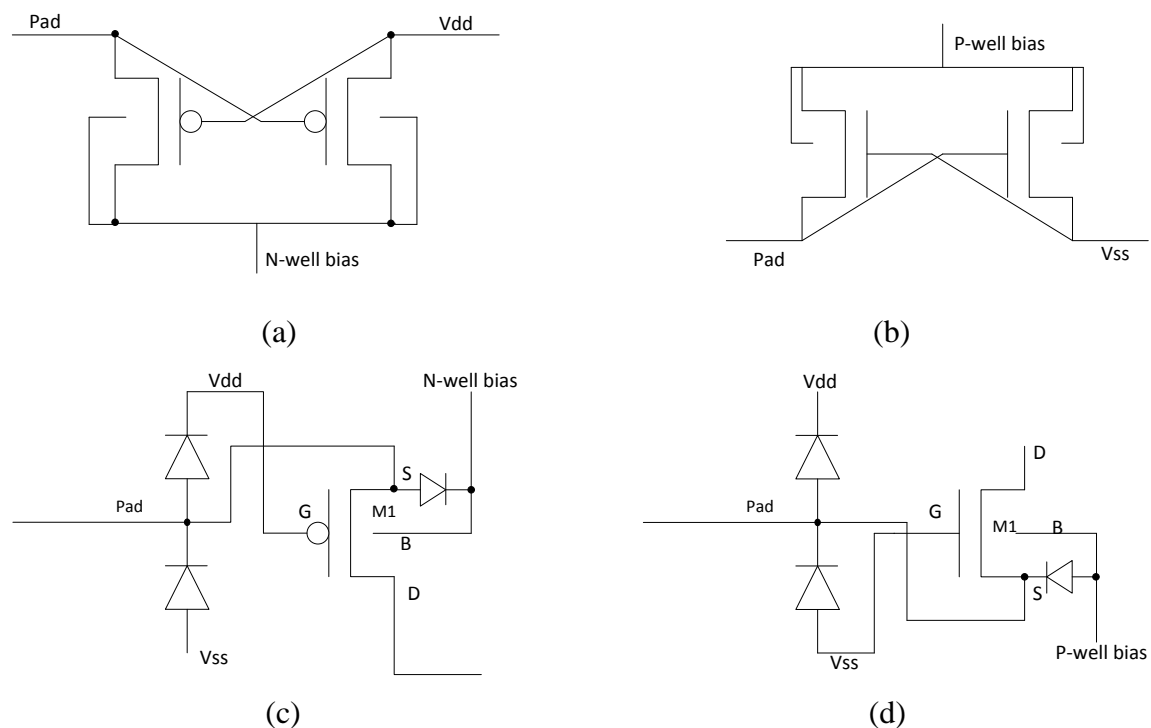 Pad
Vdd
N-well bias
(a)
P-well bias
Pad
Vss
(b)
Vdd
N-well bias
Pad
G
S
M1
B
D
Vss
(c)
Vdd
D
Pad
G
M1
B
S
Vss
P-well bias
(d)